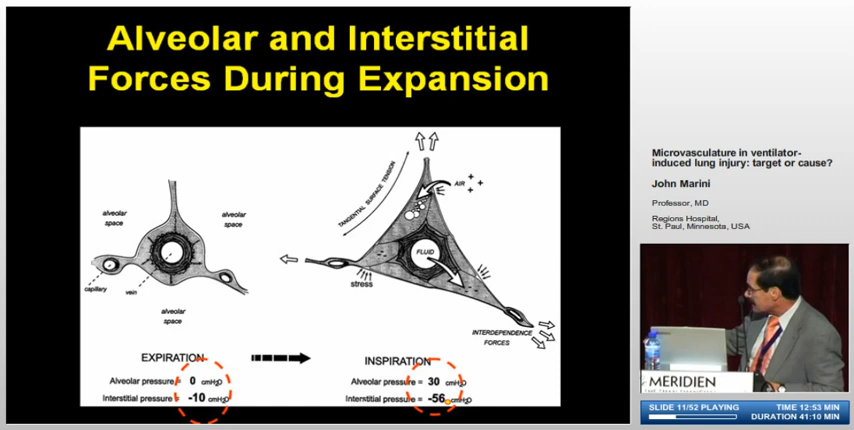 Alveolar and Interstitial
Forces During Expansion
alveolar
space
alveolar
space
capillary
vein
alveolar
space
EXPIRATION
Alveolar pressure = 0 cmH2O
Interstitial pressure = -10 cmH2O
TANGENTIAL SURFACE TENSION
AIR
FLUID
stress
INTERDEPENDENCE
FORCES
INSPIRATION
Alveolar pressure = 30 cmH2O
Interstitial pressure = -56 cmH2O
Microvasculature in ventilator-
induced lung injury: target or cause?
John Marini
Professor, MD
Regions Hospital,
St. Paul, Minnesota, USA
MERIDIEN
SLIDE 11/52 PLAYING
TIME 12:53 MIN
DURATION 41:10 MIN